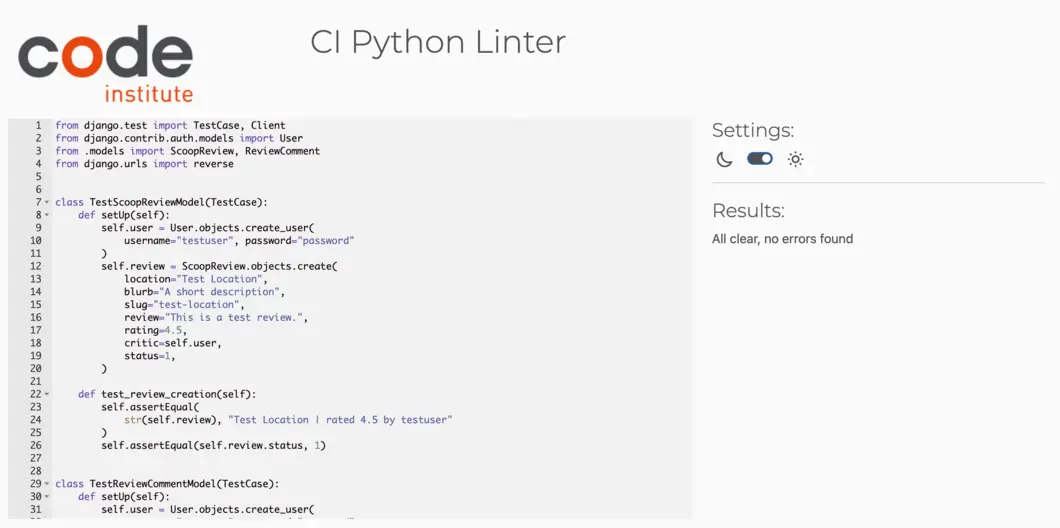 code
institute
CI Python Linter
1 from django.test import TestCase, Client
2 from django.contrib.auth.models import User
3 from .models import ScoopReview, ReviewComment
4 from django.urls import reverse
5
6
7 class TestScoopReviewModel(TestCase):
8     def setUp(self):
9         self.user = User.objects.create_user(
10             username="testuser", password="password"
11         )
12         self.review = ScoopReview.objects.create(
13             location="Test Location",
14             blurb="A short description",
15             slug="test-location",
16             review="This is a test review.",
17             rating=4.5,
18             critic=self.user,
19             status=1,
20         )
21
22     def test_review_creation(self):
23         self.assertEqual(
24             str(self.review), "Test Location | rated 4.5 by testuser"
25         )
26         self.assertEqual(self.review.status, 1)
27
28
29 class TestReviewCommentModel(TestCase):
30     def setUp(self):
31         self.user = User.objects.create_user(
Settings:
Results:
All clear, no errors found